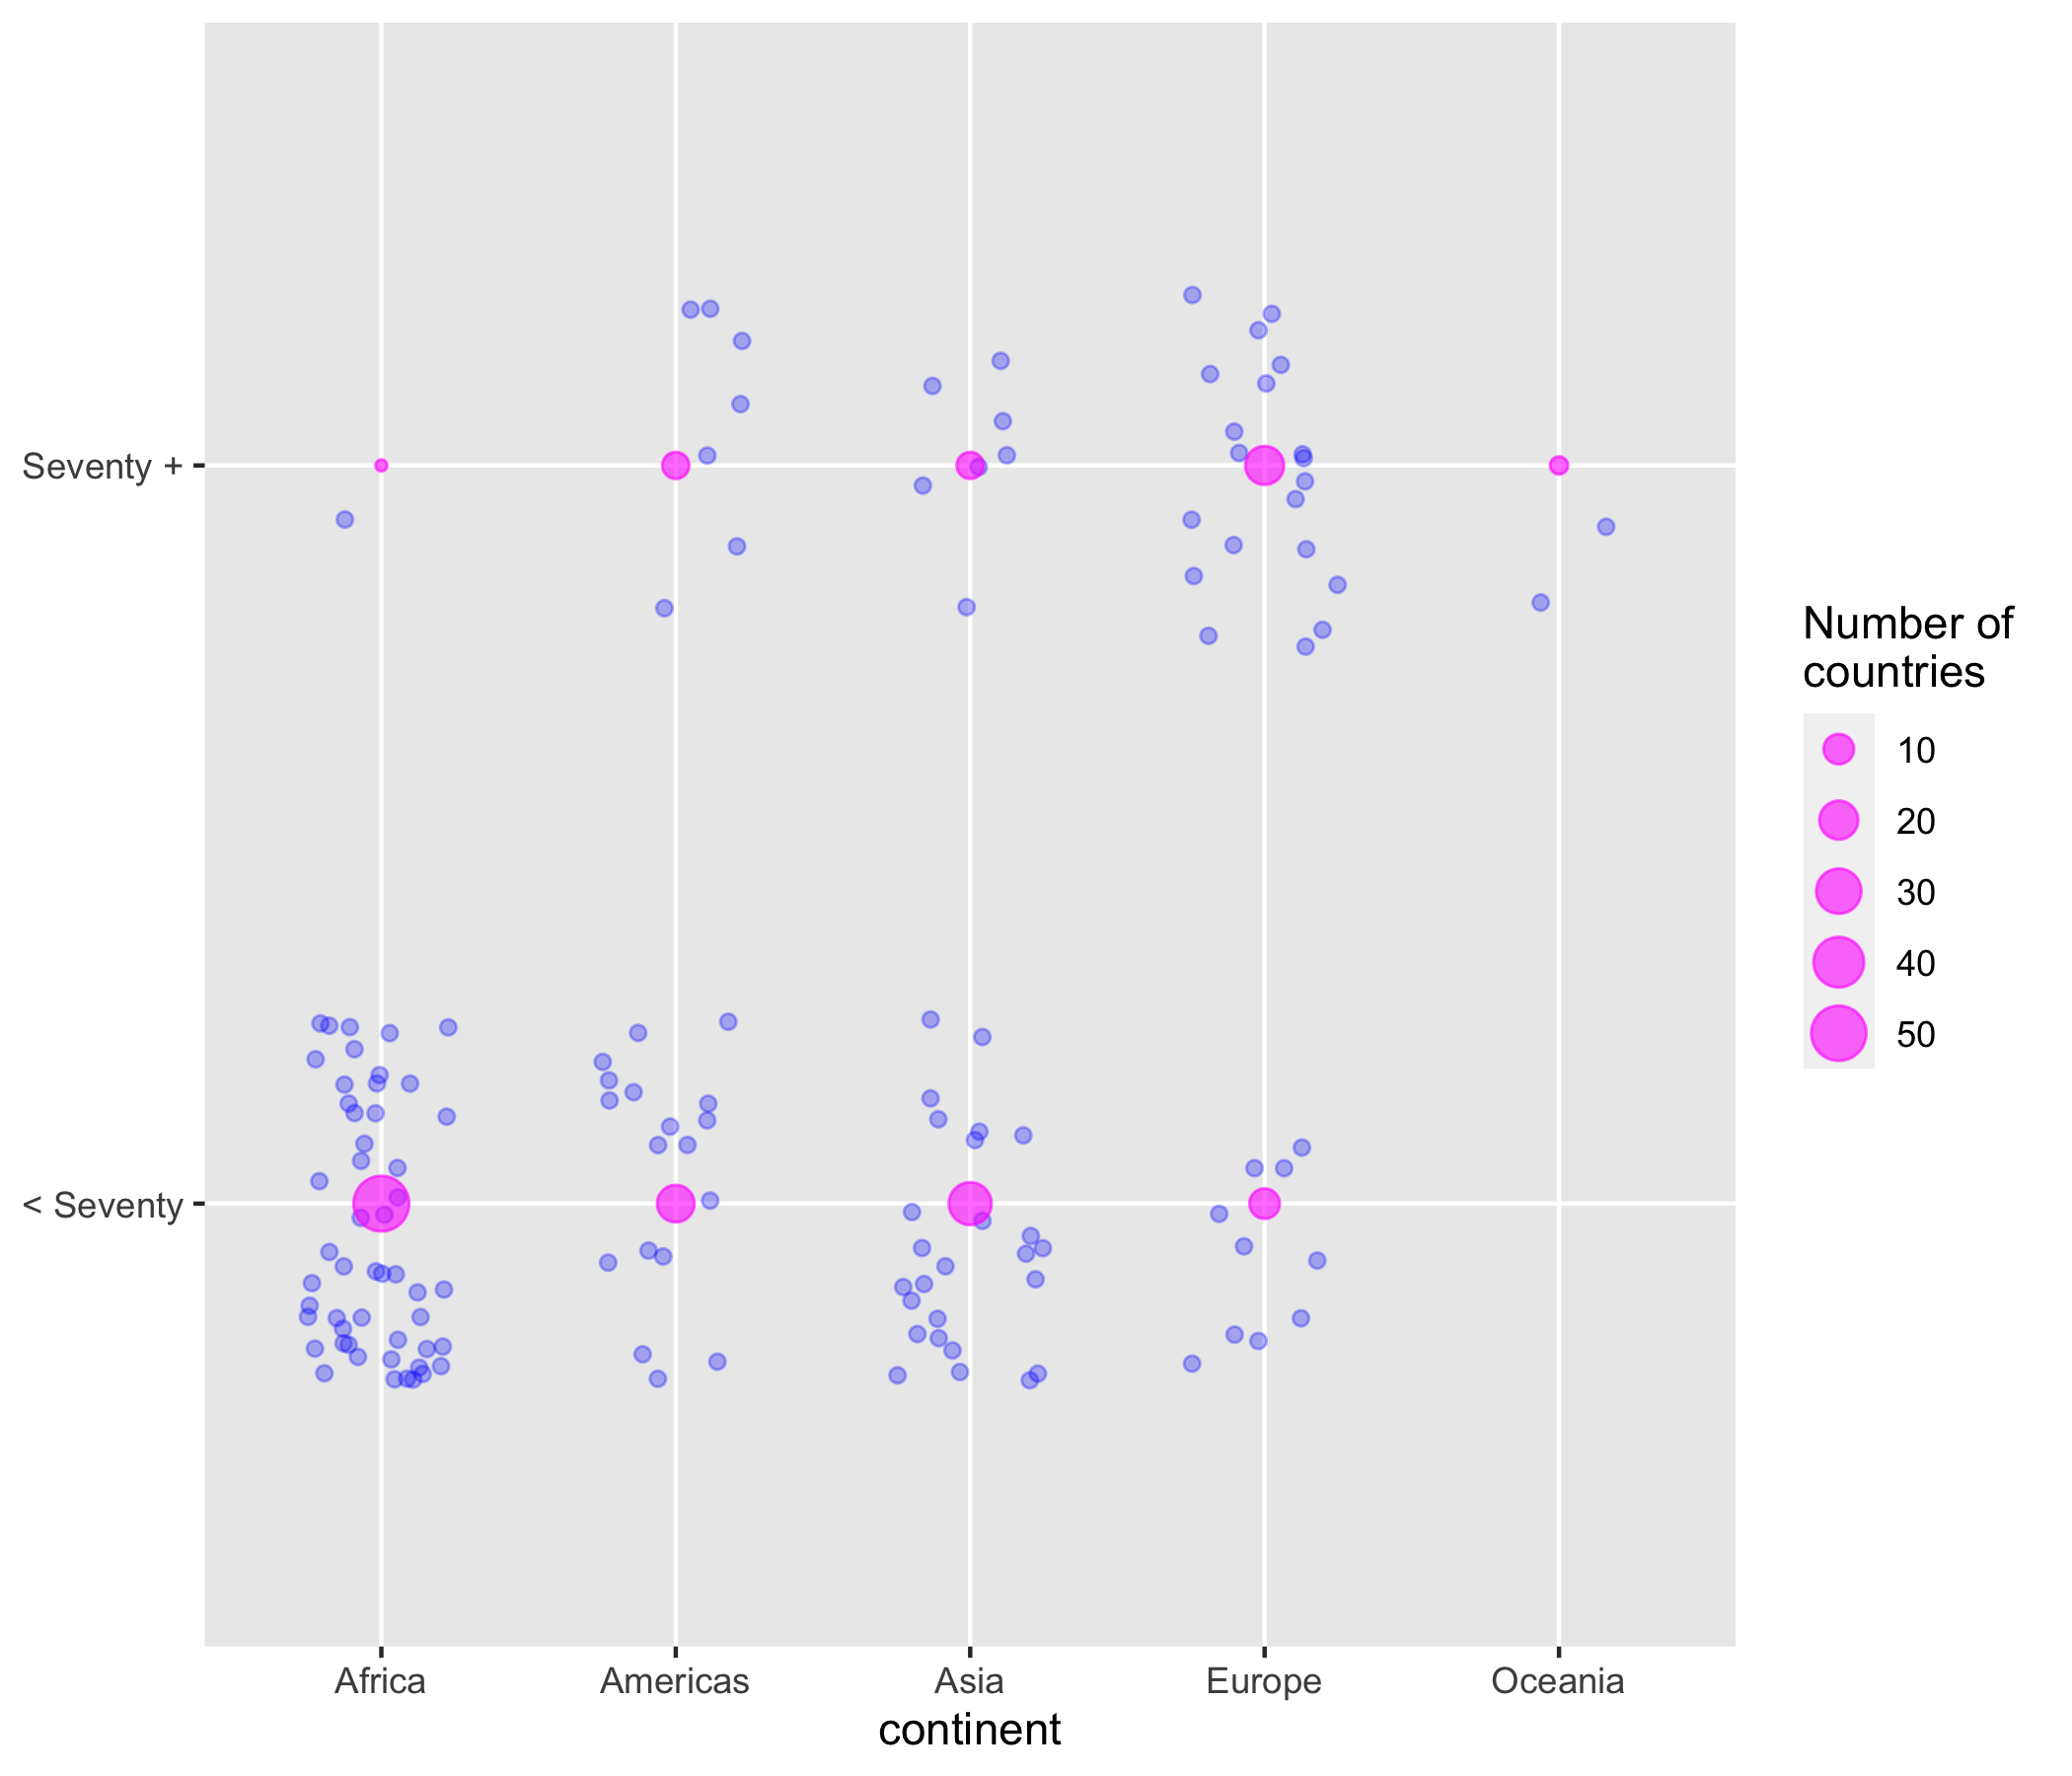 Seventy +
< Seventy
Africa
Americas
Asia
Europe
Oceania
continent
Number of
countries
10
20
30
40
50